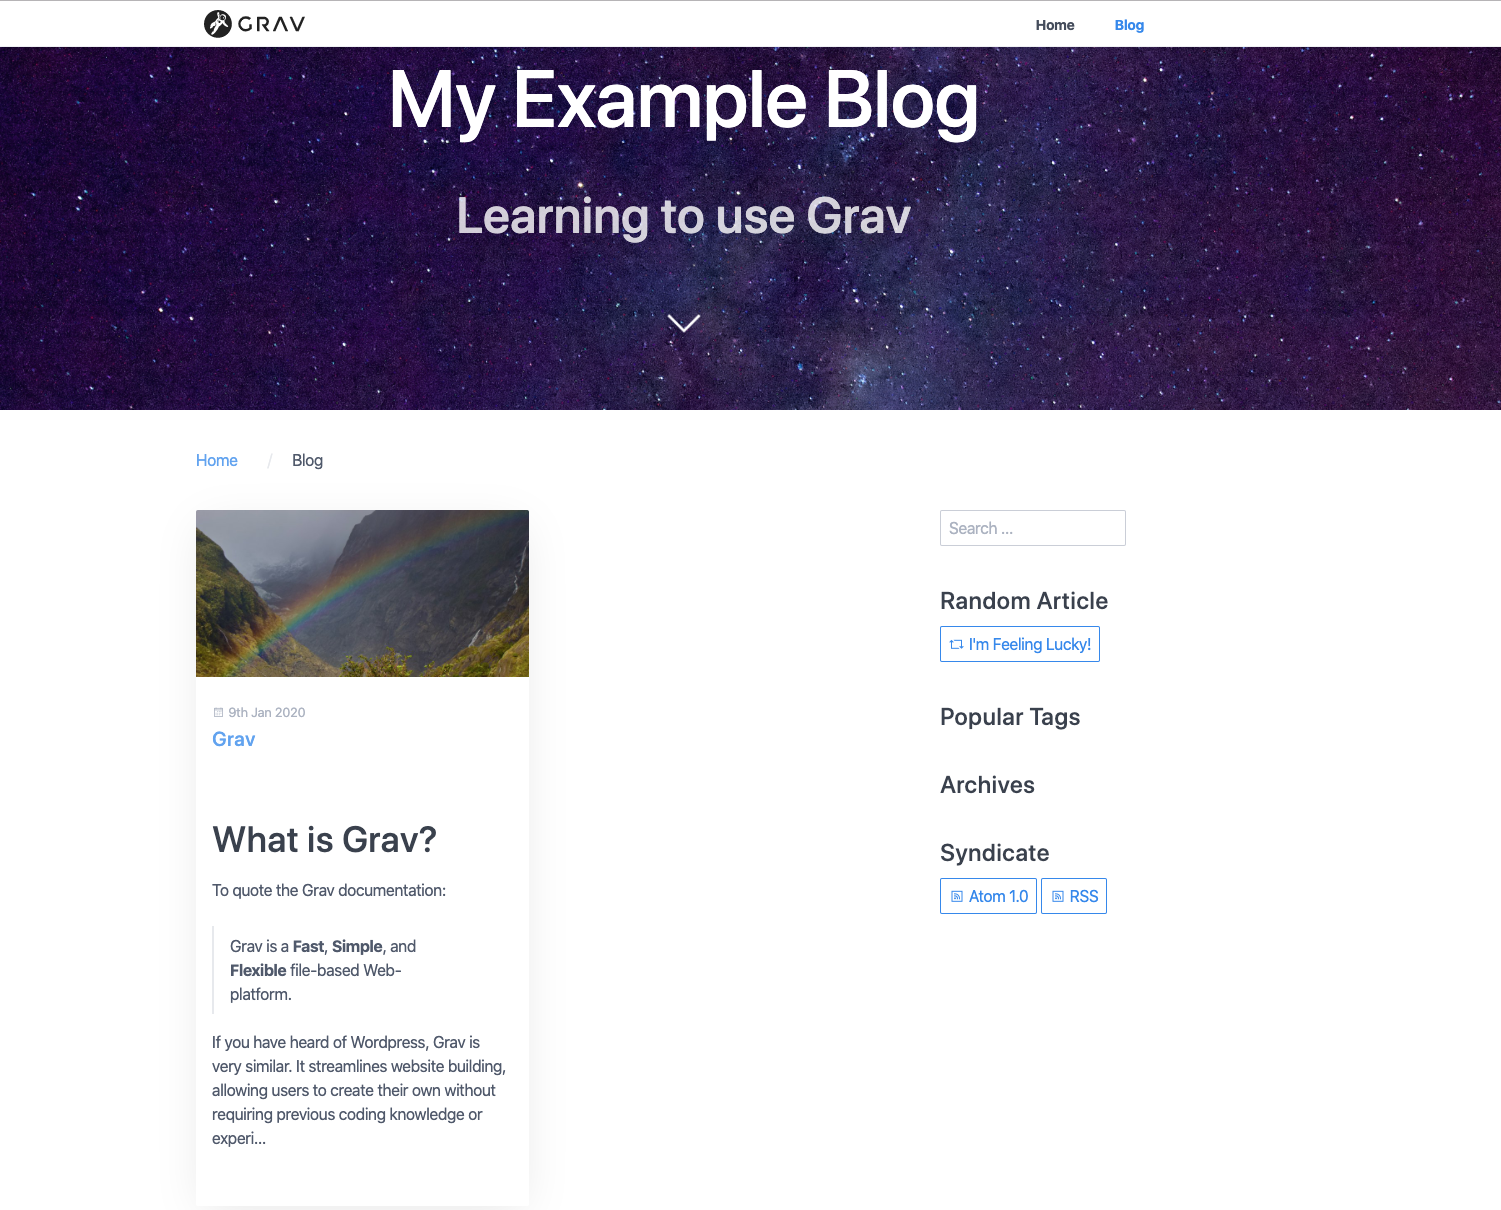 GRAV
Home
Blog
My Example Blog
Learning to use Grav
Home / Blog
9th Jan 2020
Grav
What is Grav?
To quote the Grav documentation:
Grav is a Fast, Simple, and
Flexible file-based Web-
platform.
If you have heard of Wordpress, Grav is
very similar. It streamlines website building,
allowing users to create their own without
requiring previous coding knowledge or
experi...
Search ...
Random Article
I'm Feeling Lucky!
Popular Tags
Archives
Syndicate
Atom 1.0
RSS